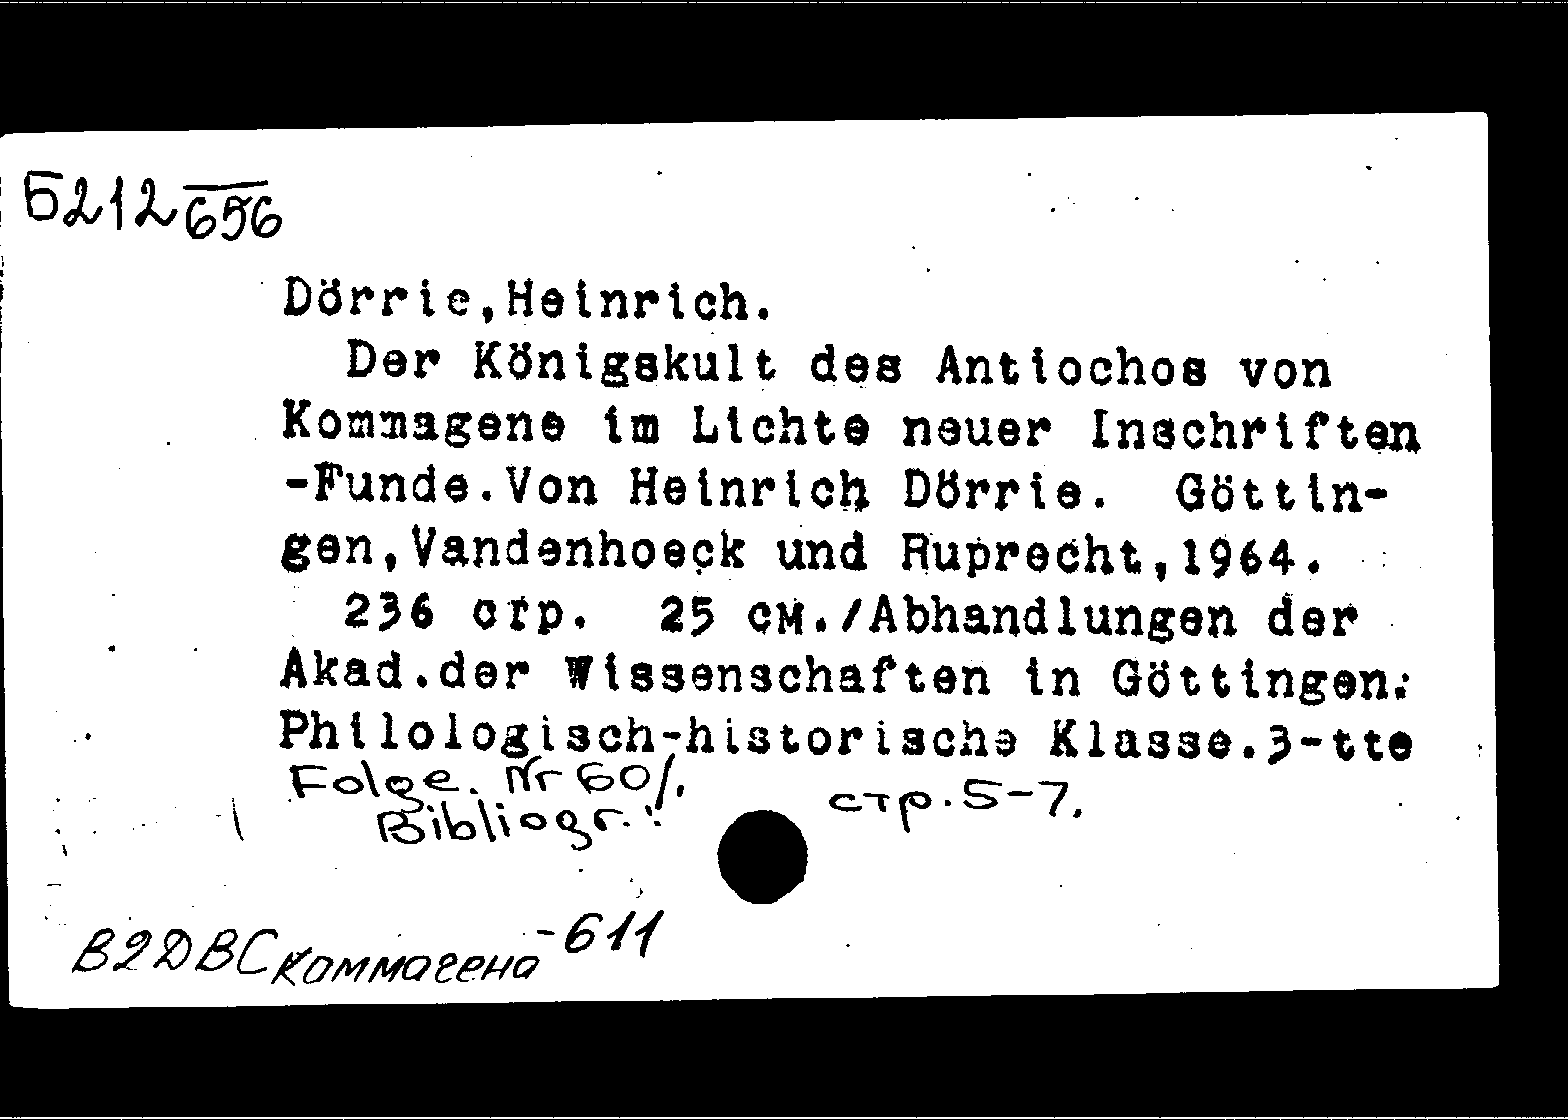 Б212 656
Dörrie,Heinrich.
Der Königskult des Antiochos von
Kommagene im Lichte neuer Inschriften
-Funde.Von Heinrich Dörrie. Göttin-
gen,Vandenhoeck und Ruprecht,1964.
236 стр. 25 см./Abhandlungen der
Akad.der Wissenschaften in Göttingen.
Philologisch-historische Klasse.3-tte
Folge. Nr 60/.
Bibliogr.: стр.5-7.
В2DBC Коммагена -611